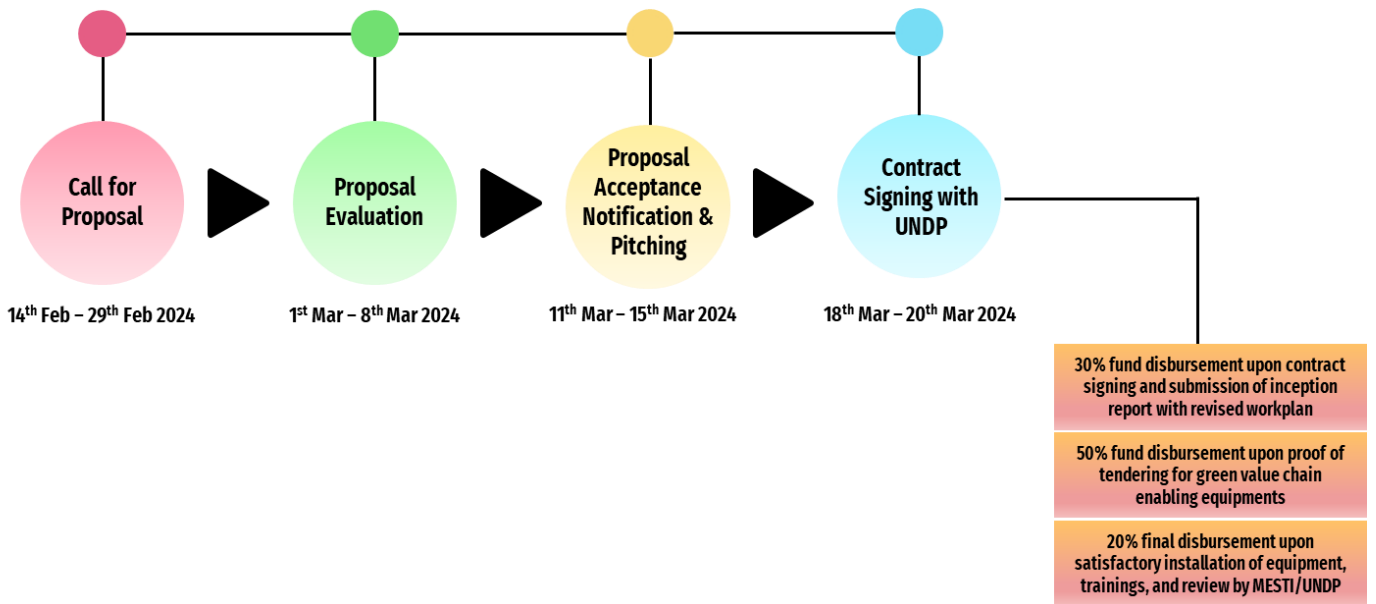 Call for
Proposal
Proposal
Evaluation
Proposal
Acceptance
Notification &
Pitching
Contract
Signing with
UNDP
14th Feb – 29th Feb 2024
1st Mar – 8th Mar 2024
11th Mar – 15th Mar 2024
18th Mar – 20th Mar 2024
30% fund disbursement upon contract
signing and submission of inception
report with revised workplan
50% fund disbursement upon proof of
tendering for green value chain
enabling equipments
20% final disbursement upon
satisfactory installation of equipment,
trainings, and review by MESTI/UNDP